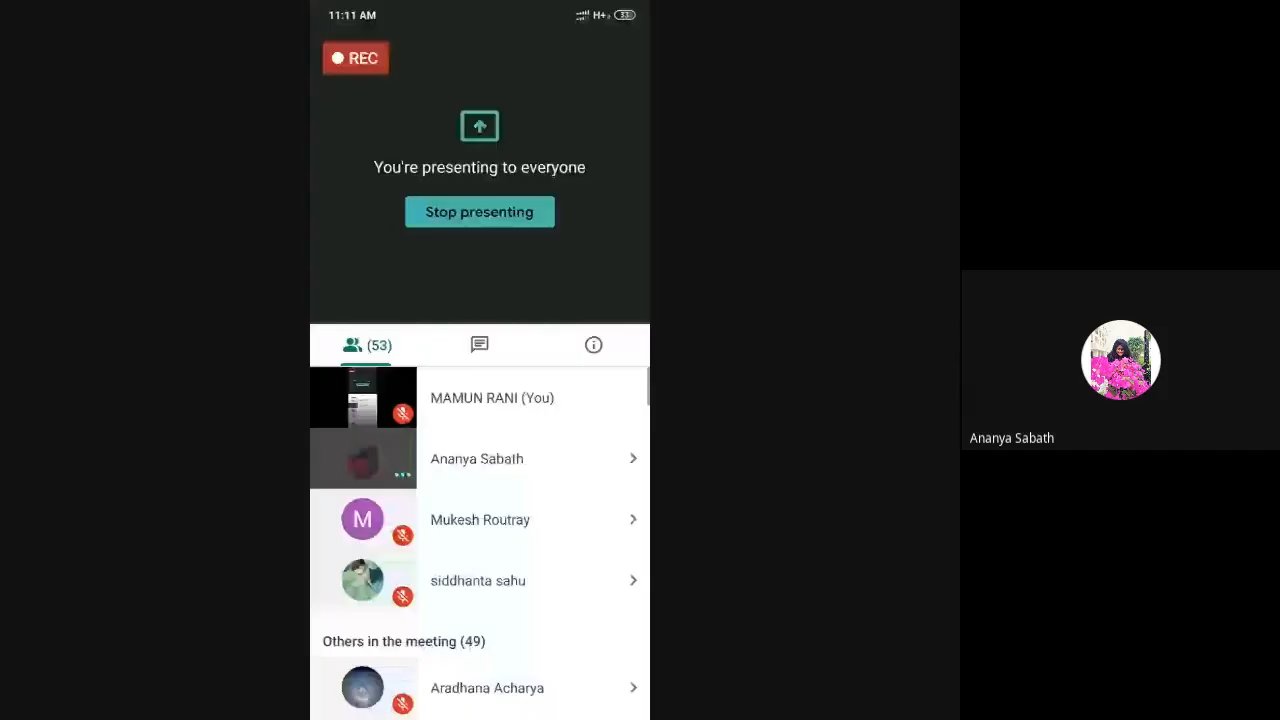 11:11 AM
H+
33
REC
You're presenting to everyone
Stop presenting
(53)
MAMUN RANI (You)
Ananya Sabath
M
Mukesh Routray
siddhanta sahu
Others in the meeting (49)
Aradhana Acharya
Ananya Sabath